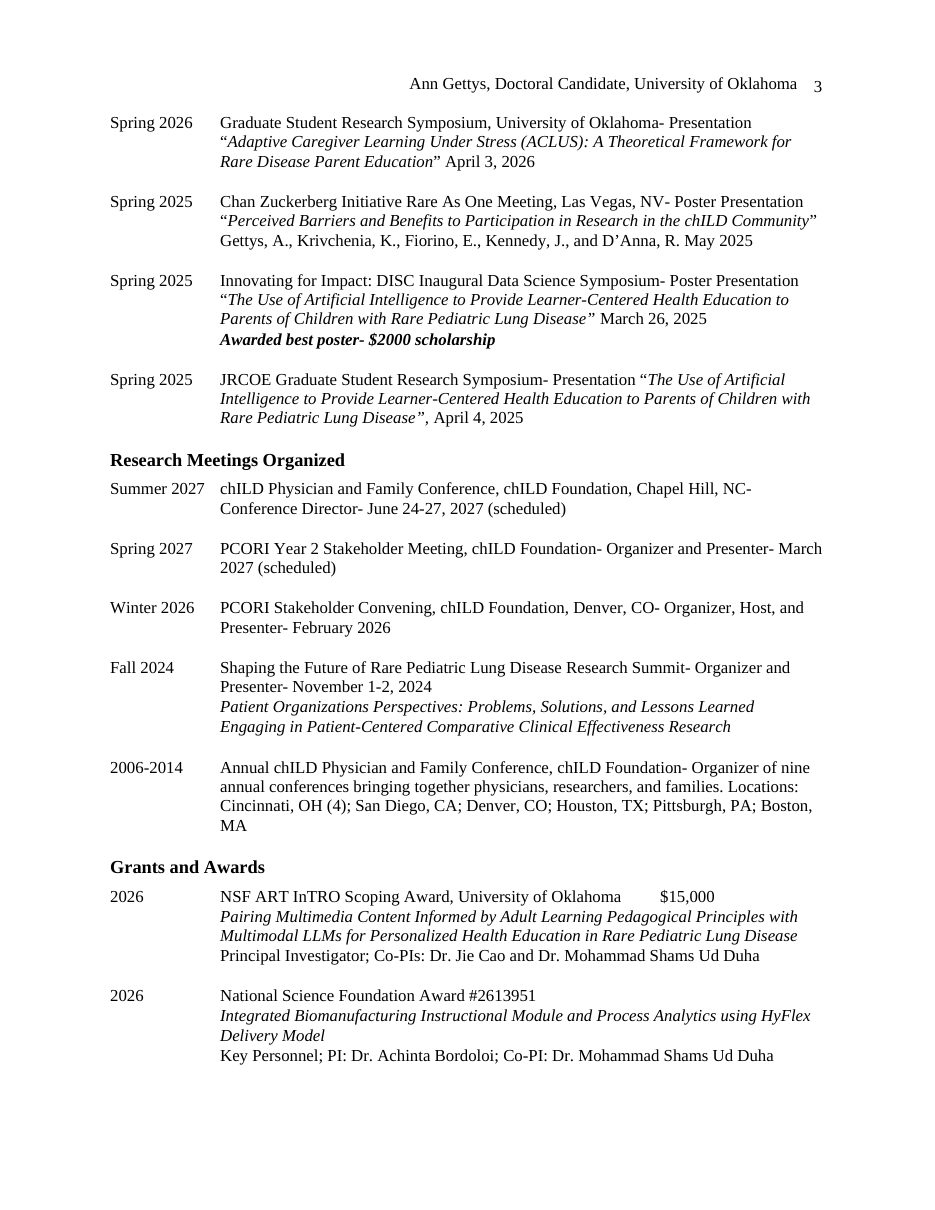 Ann Gettys, Doctoral Candidate, University of Oklahoma 3
Spring 2026 Graduate Student Research Symposium, University of Oklahoma- Presentation
“Adaptive Caregiver Learning Under Stress (ACLUS): A Theoretical Framework for
Rare Disease Parent Education” April 3, 2026
Spring 2025 Chan Zuckerberg Initiative Rare As One Meeting, Las Vegas, NV- Poster Presentation
“Perceived Barriers and Benefits to Participation in Research in the chILD Community”
Gettys, A., Krivchenia, K., Fiorino, E., Kennedy, J., and D’Anna, R. May 2025
Spring 2025 Innovating for Impact: DISC Inaugural Data Science Symposium- Poster Presentation
“The Use of Artificial Intelligence to Provide Learner-Centered Health Education to
Parents of Children with Rare Pediatric Lung Disease” March 26, 2025
Awarded best poster- $2000 scholarship
Spring 2025 JRCOE Graduate Student Research Symposium- Presentation “The Use of Artificial
Intelligence to Provide Learner-Centered Health Education to Parents of Children with
Rare Pediatric Lung Disease”, April 4, 2025
Research Meetings Organized
Summer 2027 chILD Physician and Family Conference, chILD Foundation, Chapel Hill, NC-
Conference Director- June 24-27, 2027 (scheduled)
Spring 2027 PCORI Year 2 Stakeholder Meeting, chILD Foundation- Organizer and Presenter- March
2027 (scheduled)
Winter 2026 PCORI Stakeholder Convening, chILD Foundation, Denver, CO- Organizer, Host, and
Presenter- February 2026
Fall 2024 Shaping the Future of Rare Pediatric Lung Disease Research Summit- Organizer and
Presenter- November 1-2, 2024
Patient Organizations Perspectives: Problems, Solutions, and Lessons Learned
Engaging in Patient-Centered Comparative Clinical Effectiveness Research
2006-2014 Annual chILD Physician and Family Conference, chILD Foundation- Organizer of nine
annual conferences bringing together physicians, researchers, and families. Locations:
Cincinnati, OH (4); San Diego, CA; Denver, CO; Houston, TX; Pittsburgh, PA; Boston,
MA
Grants and Awards
2026 NSF ART InTRO Scoping Award, University of Oklahoma $15,000
Pairing Multimedia Content Informed by Adult Learning Pedagogical Principles with
Multimodal LLMs for Personalized Health Education in Rare Pediatric Lung Disease
Principal Investigator; Co-PIs: Dr. Jie Cao and Dr. Mohammad Shams Ud Duha
2026 National Science Foundation Award #2613951
Integrated Biomanufacturing Instructional Module and Process Analytics using HyFlex
Delivery Model
Key Personnel; PI: Dr. Achinta Bordoloi; Co-PI: Dr. Mohammad Shams Ud Duha